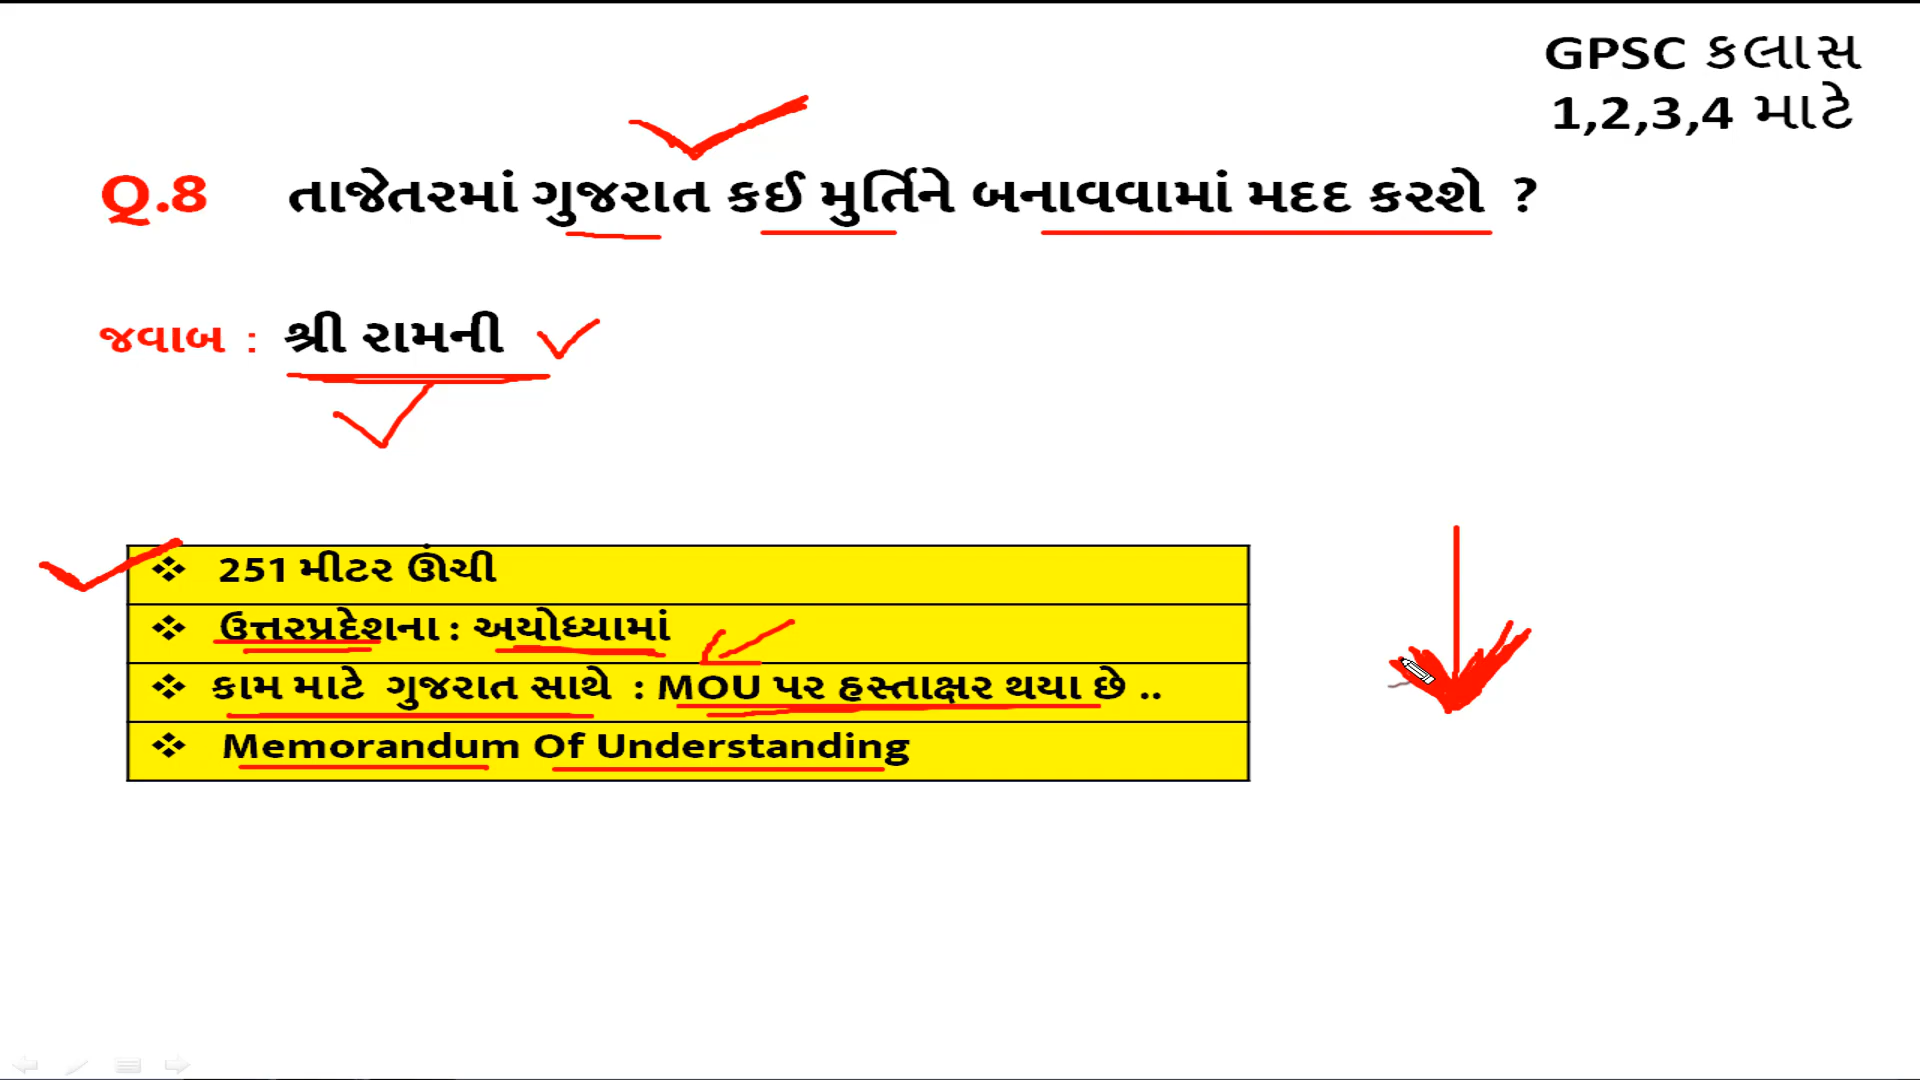 GPSC કલાસ
1,2,3,4 માટે
Q.8 તાજેતરમાં ગુજરાત કઈ મુર્તિને બનાવવામાં મદદ કરશે ?
જવાબ : શ્રી રામની
❖ 251 મીટર ઊંચી
❖ ઉત્તરપ્રદેશના : અયોધ્યામાં
❖ કામ માટે ગુજરાત સાથે : MOU પર હસ્તાક્ષર થયા છે ..
❖ Memorandum Of Understanding